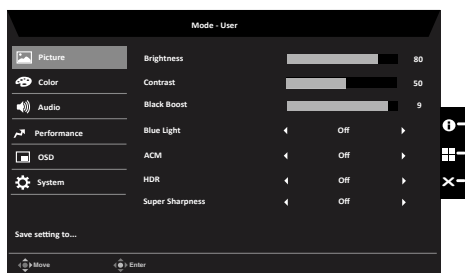 Mode - User
Picture
Color
Audio
Performance
OSD
System
Save setting to...
Brightness 80
Contrast 50
Black Boost 9
Blue Light Off
ACM Off
HDR Off
Super Sharpness Off
Move Enter